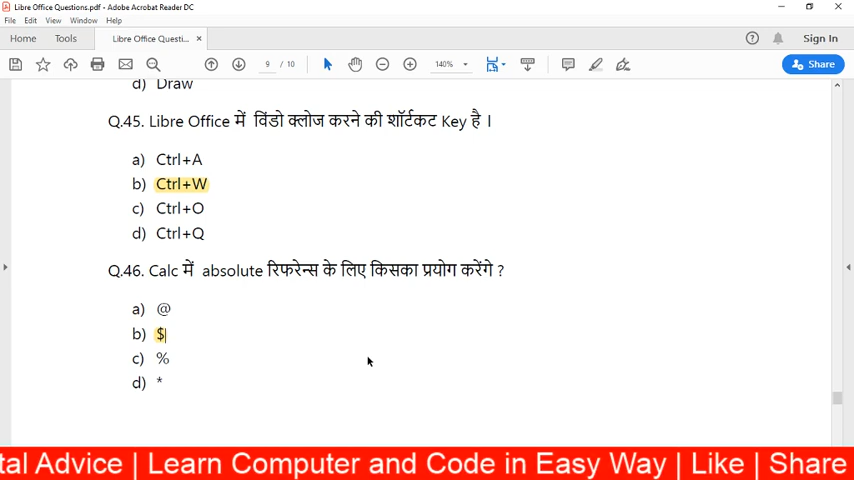 Libre Office Questions.pdf - Adobe Acrobat Reader DC
File Edit View Window Help
Home Tools Libre Office Questi... × Sign In
9 / 10 140% Share
d) Draw
Q.45. Libre Office में विंडो क्लोज करने की शॉर्टकट Key है ।
a) Ctrl+A
b) Ctrl+W
c) Ctrl+O
d) Ctrl+Q
Q.46. Calc में absolute रिफरेन्स के लिए किसका प्रयोग करेंगे ?
a) @
b) $
c) %
d) *
tal Advice | Learn Computer and Code in Easy Way | Like | Share